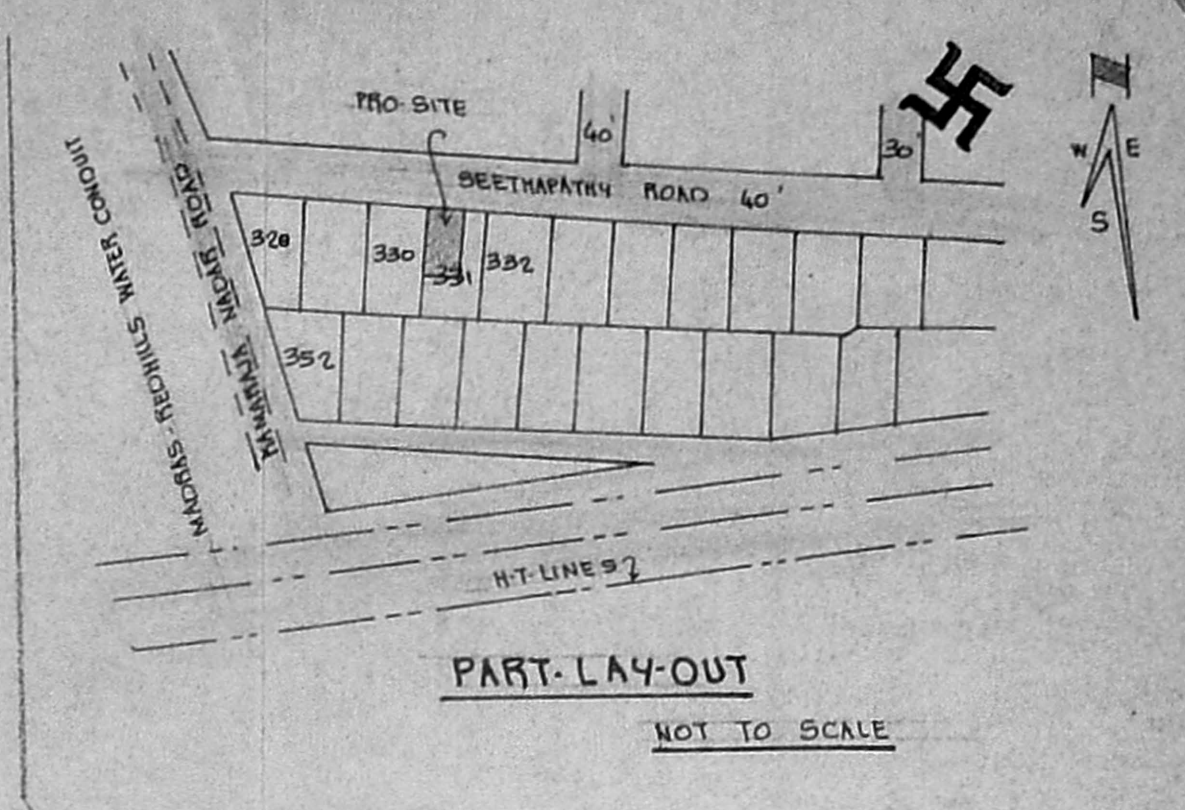 PRO-SITE
40'
30'
W E
S
SEETHAPATHY ROAD 40'
328
330
331
332
352
MADRAS-REDHILLS WATER CONDUIT
KAMARAJA NADAR ROAD
H.T. LINES
PART. LAY-OUT
NOT TO SCALE